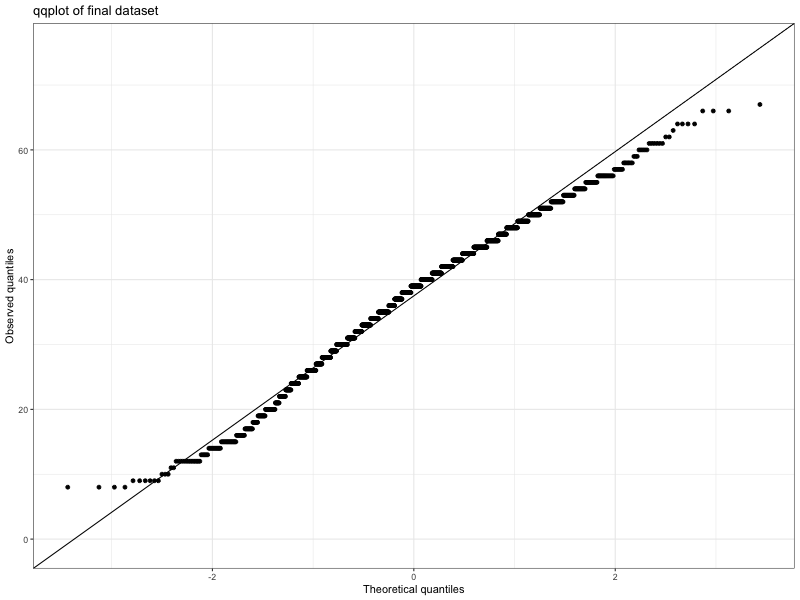 qqplot of final dataset
Observed quantiles
60
40
20
0
-2
0
2
Theoretical quantiles